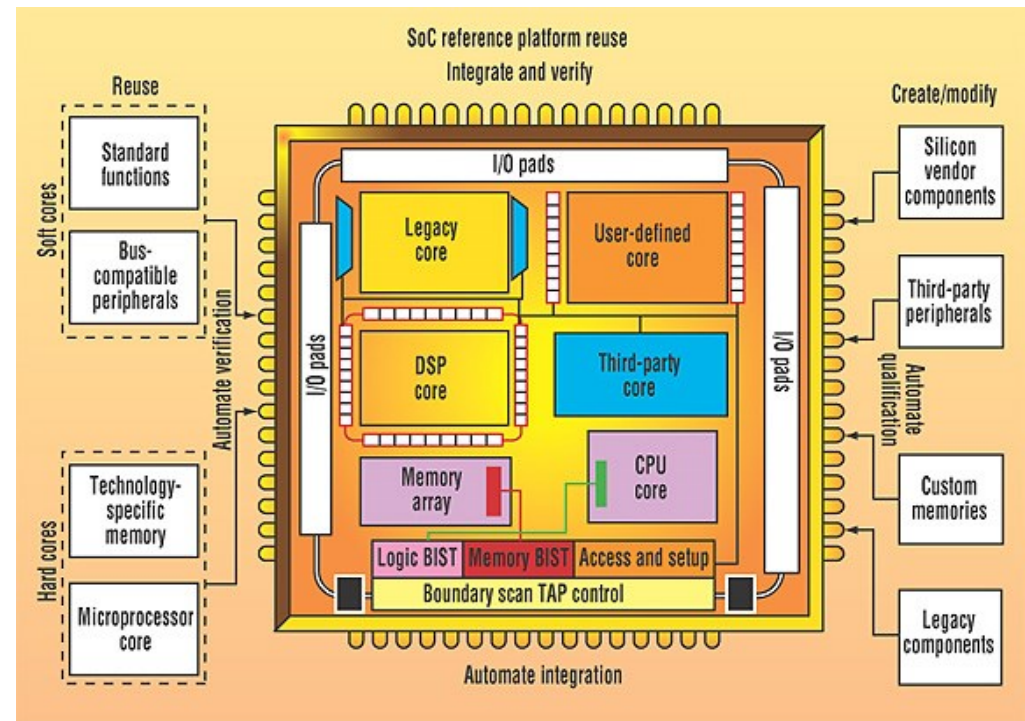 SoC reference platform reuse
Integrate and verify
Reuse
Soft cores
Standard
functions
Bus-
compatible
peripherals
Automate verification
Hard cores
Technology-
specific
memory
Microprocessor
core
I/O pads
I/O pads
I/O pads
Legacy
core
User-defined
core
DSP
core
Third-party
core
Memory
array
CPU
core
Logic BIST
Memory BIST
Access and setup
Boundary scan TAP control
Automate integration
Create/modify
Silicon
vendor
components
Third-party
peripherals
Automate
qualification
Custom
memories
Legacy
components